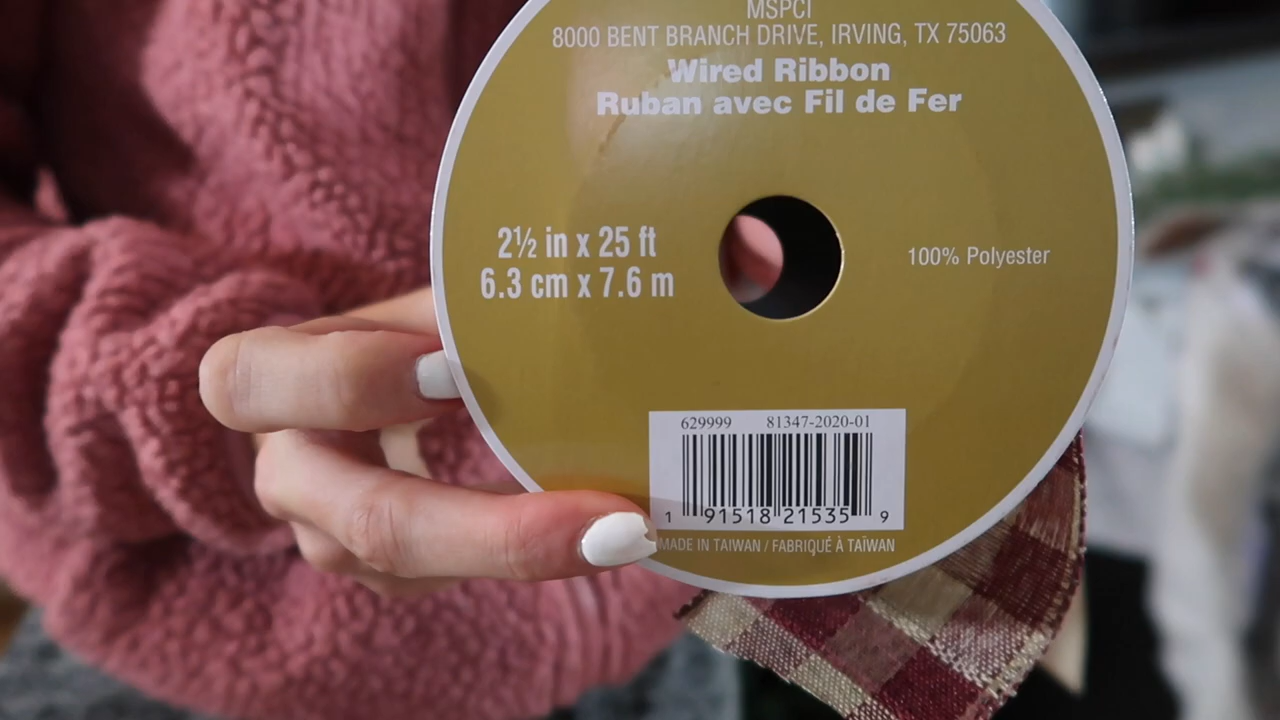 MSPCI
8000 BENT BRANCH DRIVE, IRVING, TX 75063
Wired Ribbon
Ruban avec Fil de Fer
2½ in x 25 ft
6.3 cm x 7.6 m
100% Polyester
629999 81347-2020-01
1 91518 21535 9
MADE IN TAIWAN / FABRIQUÉ À TAÏWAN